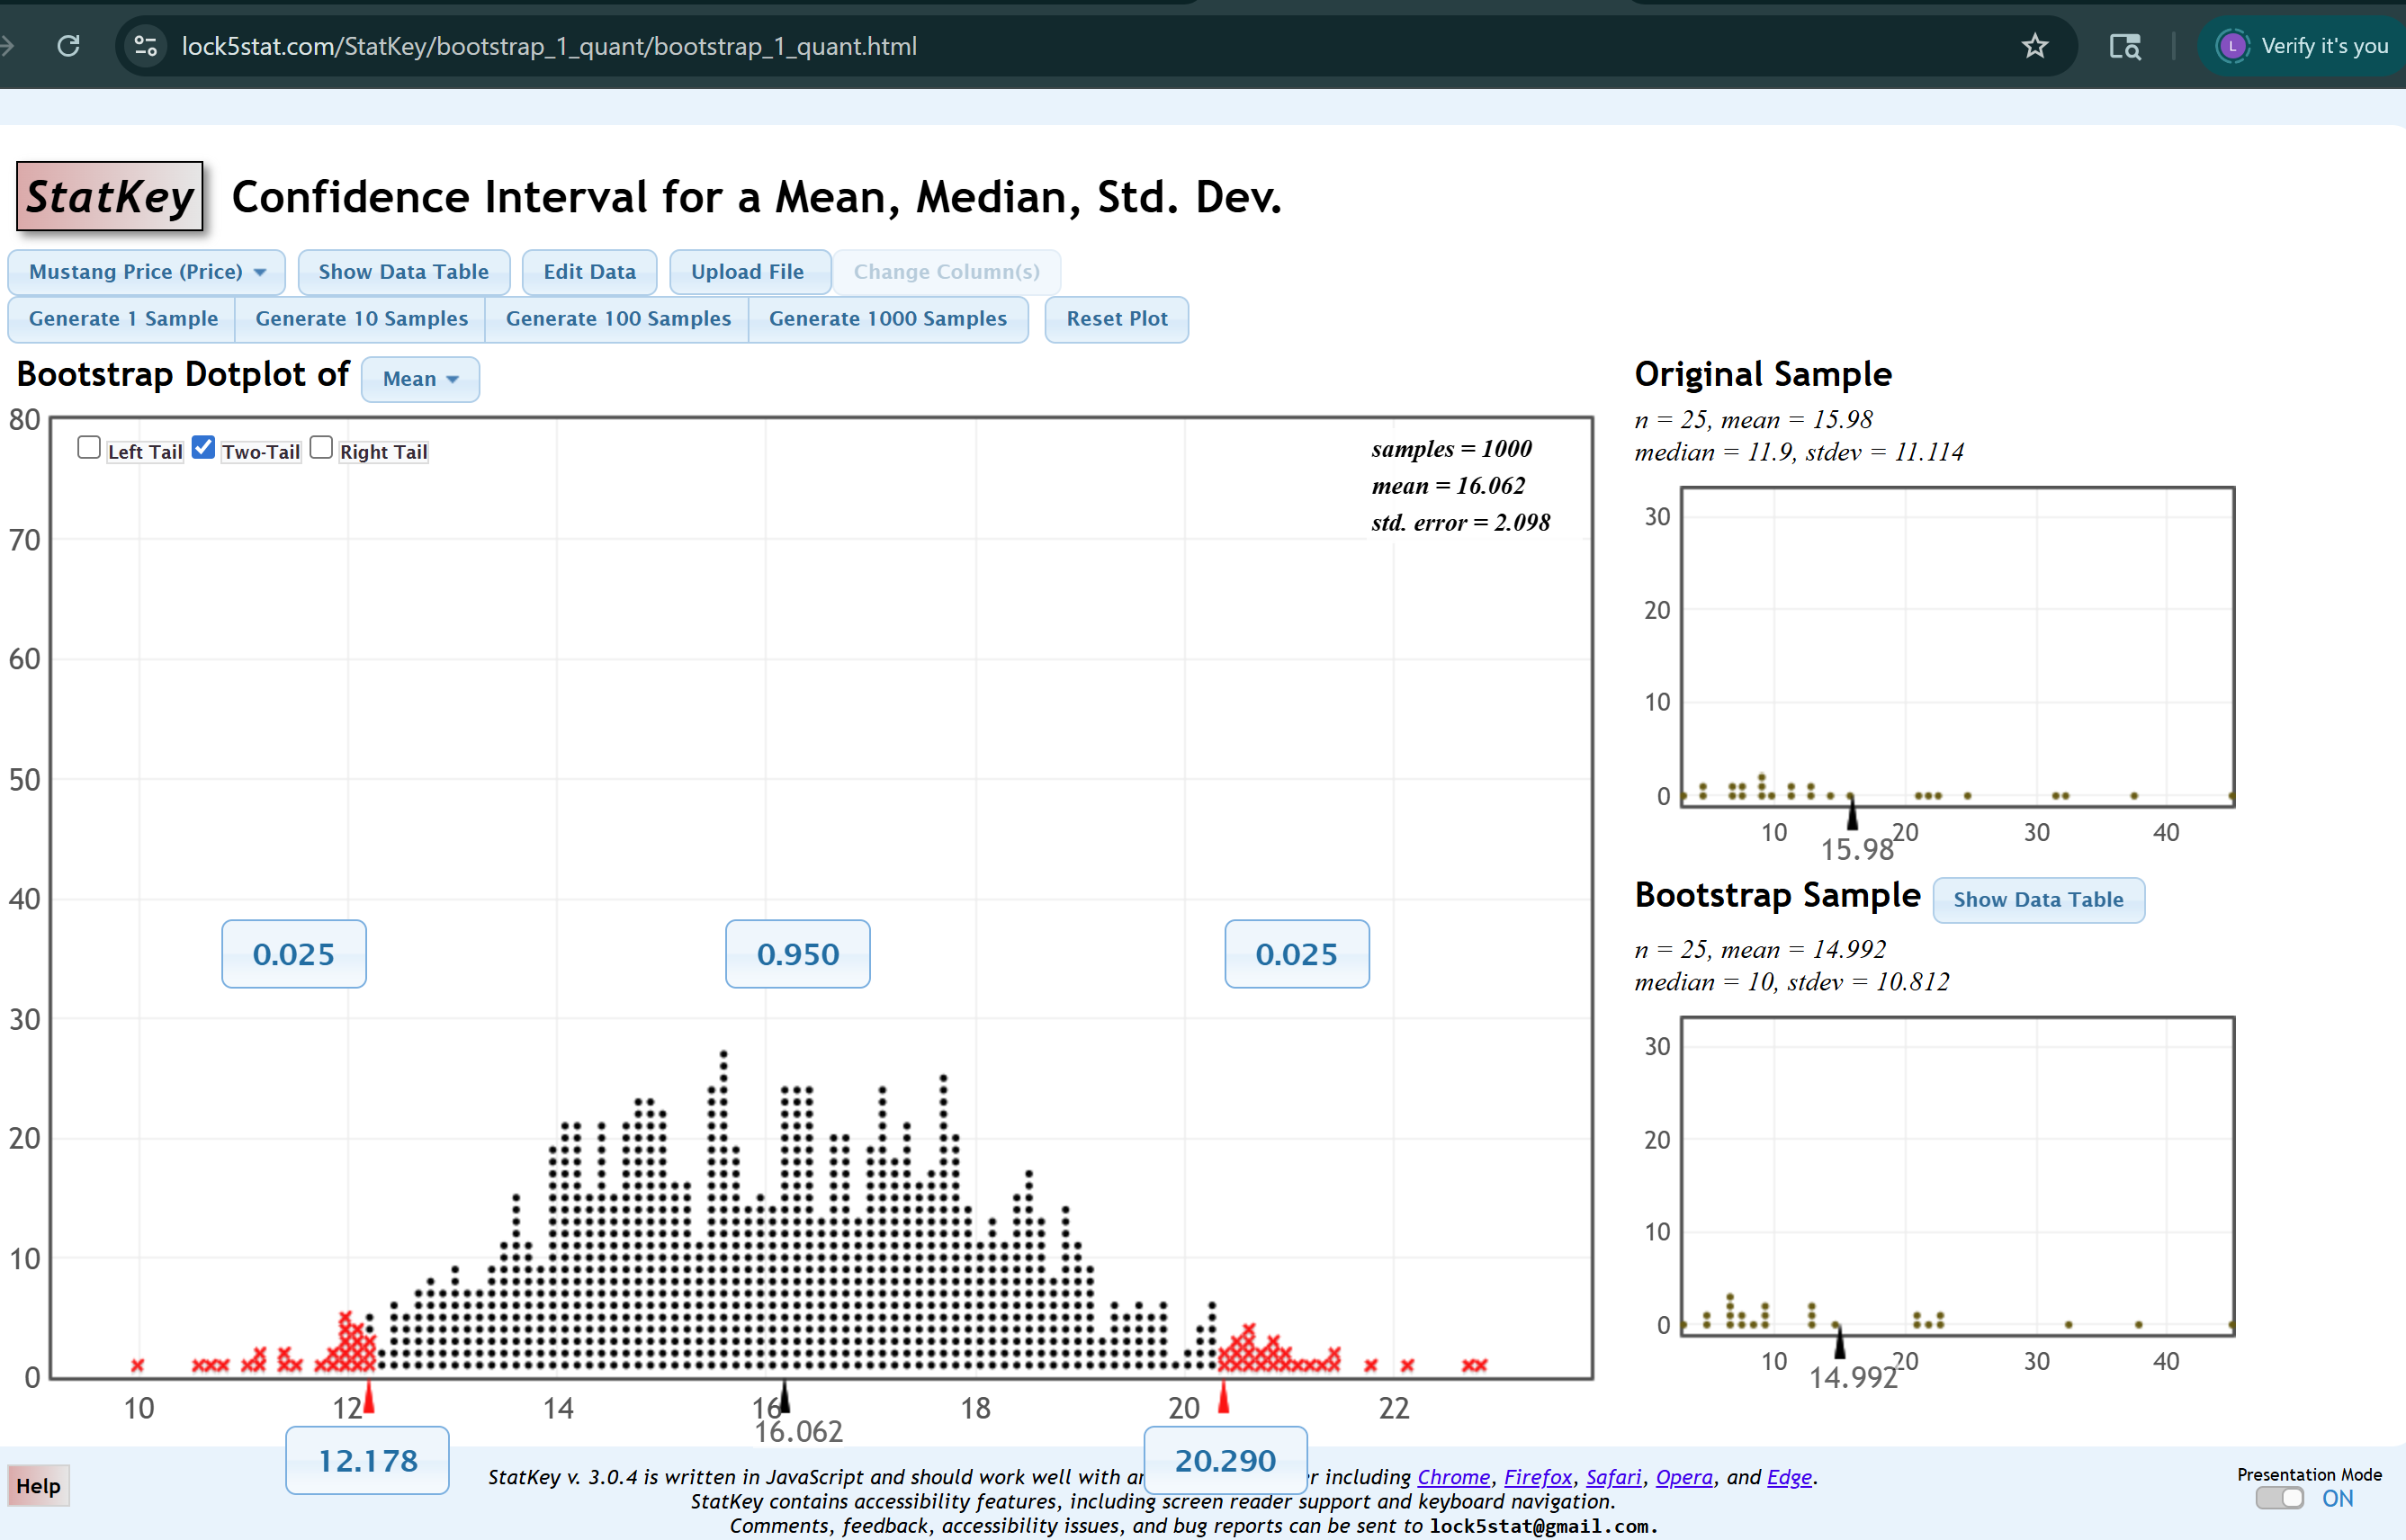 lock5stat.com/StatKey/bootstrap_1_quant/bootstrap_1_quant.html
L Verify it's you
StatKey Confidence Interval for a Mean, Median, Std. Dev.
Mustang Price (Price) Show Data Table Edit Data Upload File Change Column(s)
Generate 1 Sample Generate 10 Samples Generate 100 Samples Generate 1000 Samples Reset Plot
Bootstrap Dotplot of Mean
Left Tail Two-Tail Right Tail
samples = 1000
mean = 16.062
std. error = 2.098
80
70
60
50
40
30
20
10
0
0.025 0.950 0.025
10 12 14 16 18 20 22
16.062
12.178 20.290
Original Sample
n = 25, mean = 15.98
median = 11.9, stdev = 11.114
30
20
10
0
10 20 30 40
15.98
Bootstrap Sample Show Data Table
n = 25, mean = 14.992
median = 10, stdev = 10.812
30
20
10
0
10 20 30 40
14.992
Help
StatKey v. 3.0.4 is written in JavaScript and should work well with an r including Chrome, Firefox, Safari, Opera, and Edge.
StatKey contains accessibility features, including screen reader support and keyboard navigation.
Comments, feedback, accessibility issues, and bug reports can be sent to lock5stat@gmail.com.
Presentation Mode
ON